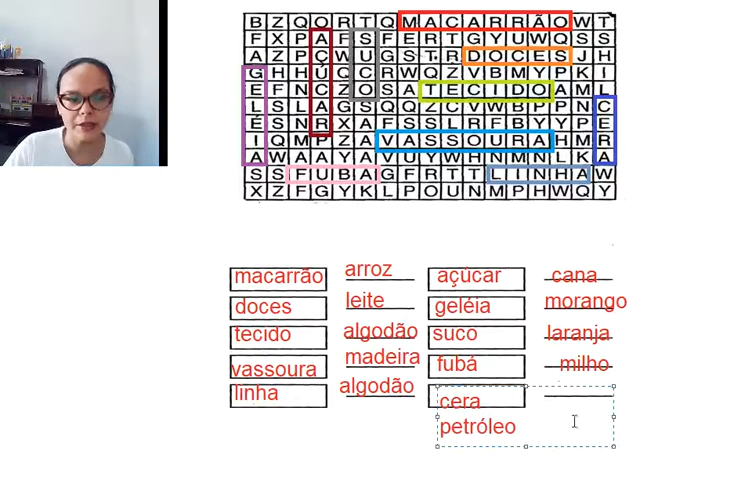 B Z Q O R T Q M A C A R R Ã O W T
F X P A F S F E R T G Y U W Q S S
A Z P Ç W U G S T R D O C E S J H
G H H Ú Q C R W Q Z V B M Y P K I
E F N C Z O S A T E C I D O A M L
L S L A G S Q Q A C V W P P P N C
É S N R X A F S S L R F B Y Y P E
I Q M P Z A V A S S O U R A H M R
A W A A Y A V U Y W H N M N L K A
S S F U B A G F R T T L I N H A W
X Z F G Y K L P O U N M P H W Q Y
macarrão arroz açúcar cana
doces leite geléia morango
tecido algodão suco laranja
vassoura madeira fubá milho
linha algodão cera
petróleo